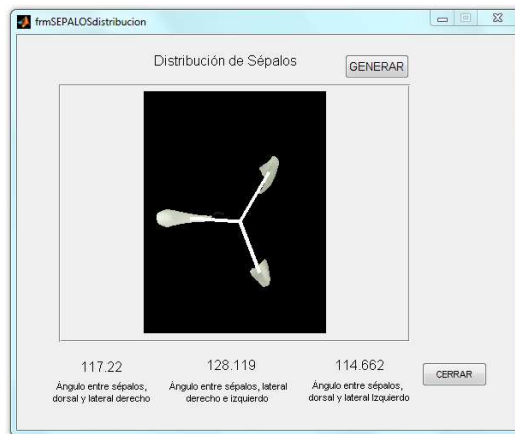 frmSEPALOSdistribucion
Distribución de Sépalos
GENERAR
117.22
128.119
114.662
Ángulo entre sépalos,
dorsal y lateral derecho
Ángulo entre sépalos, lateral
derecho e izquierdo
Ángulo entre sépalos,
dorsal y lateral Izquierdo
CERRAR